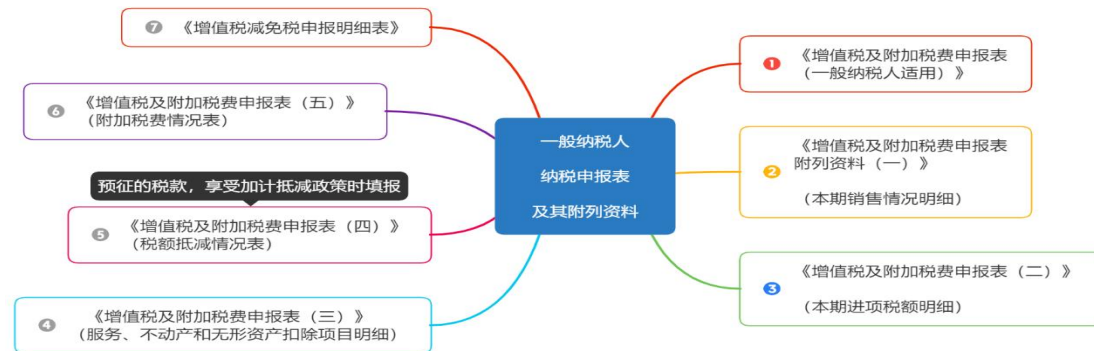 一般纳税人
纳税申报表
及其附列资料
❶ 《增值税及附加税费申报表
（一般纳税人适用）》
❷ 《增值税及附加税费申报表
附列资料（一）》
（本期销售情况明细）
❸ 《增值税及附加税费申报表（二）》
（本期进项税额明细）
❹ 《增值税及附加税费申报表（三）》
（服务、不动产和无形资产扣除项目明细）
预征的税款，享受加计抵减政策时填报
❺ 《增值税及附加税费申报表（四）》
（税额抵减情况表）
❻ 《增值税及附加税费申报表（五）》
（附加税费情况表）
❼ 《增值税减免税申报明细表》